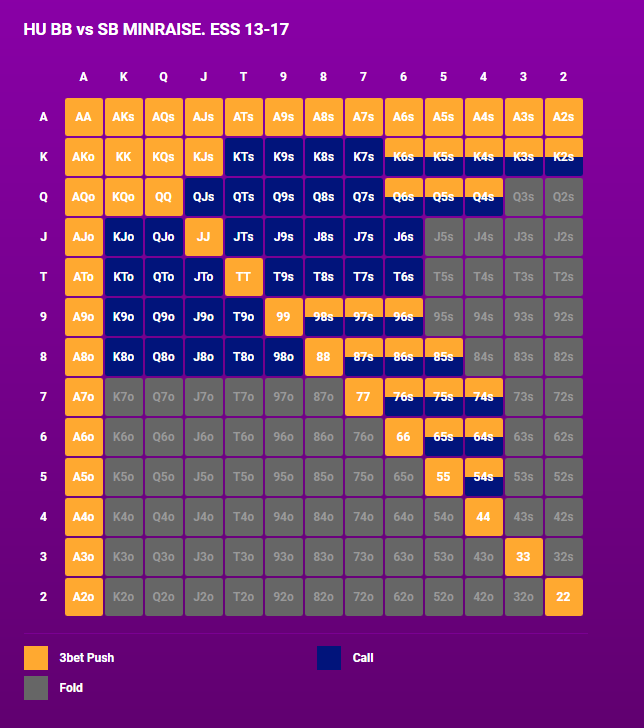 HU BB vs SB MINRAISE. ESS 13-17
A K Q J T 9 8 7 6 5 4 3 2
A AA AKs AQs AJs ATs A9s A8s A7s A6s A5s A4s A3s A2s
K AKo KK KQs KJs KTs K9s K8s K7s K6s K5s K4s K3s K2s
Q AQo KQo QQ QJs QTs Q9s Q8s Q7s Q6s Q5s Q4s Q3s Q2s
J AJo KJo QJo JJ JTs J9s J8s J7s J6s J5s J4s J3s J2s
T ATo KTo QTo JTo TT T9s T8s T7s T6s T5s T4s T3s T2s
9 A9o K9o Q9o J9o T9o 99 98s 97s 96s 95s 94s 93s 92s
8 A8o K8o Q8o J8o T8o 98o 88 87s 86s 85s 84s 83s 82s
7 A7o K7o Q7o J7o T7o 97o 87o 77 76s 75s 74s 73s 72s
6 A6o K6o Q6o J6o T6o 96o 86o 76o 66 65s 64s 63s 62s
5 A5o K5o Q5o J5o T5o 95o 85o 75o 65o 55 54s 53s 52s
4 A4o K4o Q4o J4o T4o 94o 84o 74o 64o 54o 44 43s 42s
3 A3o K3o Q3o J3o T3o 93o 83o 73o 63o 53o 43o 33 32s
2 A2o K2o Q2o J2o T2o 92o 82o 72o 62o 52o 42o 32o 22
3bet Push Call
Fold